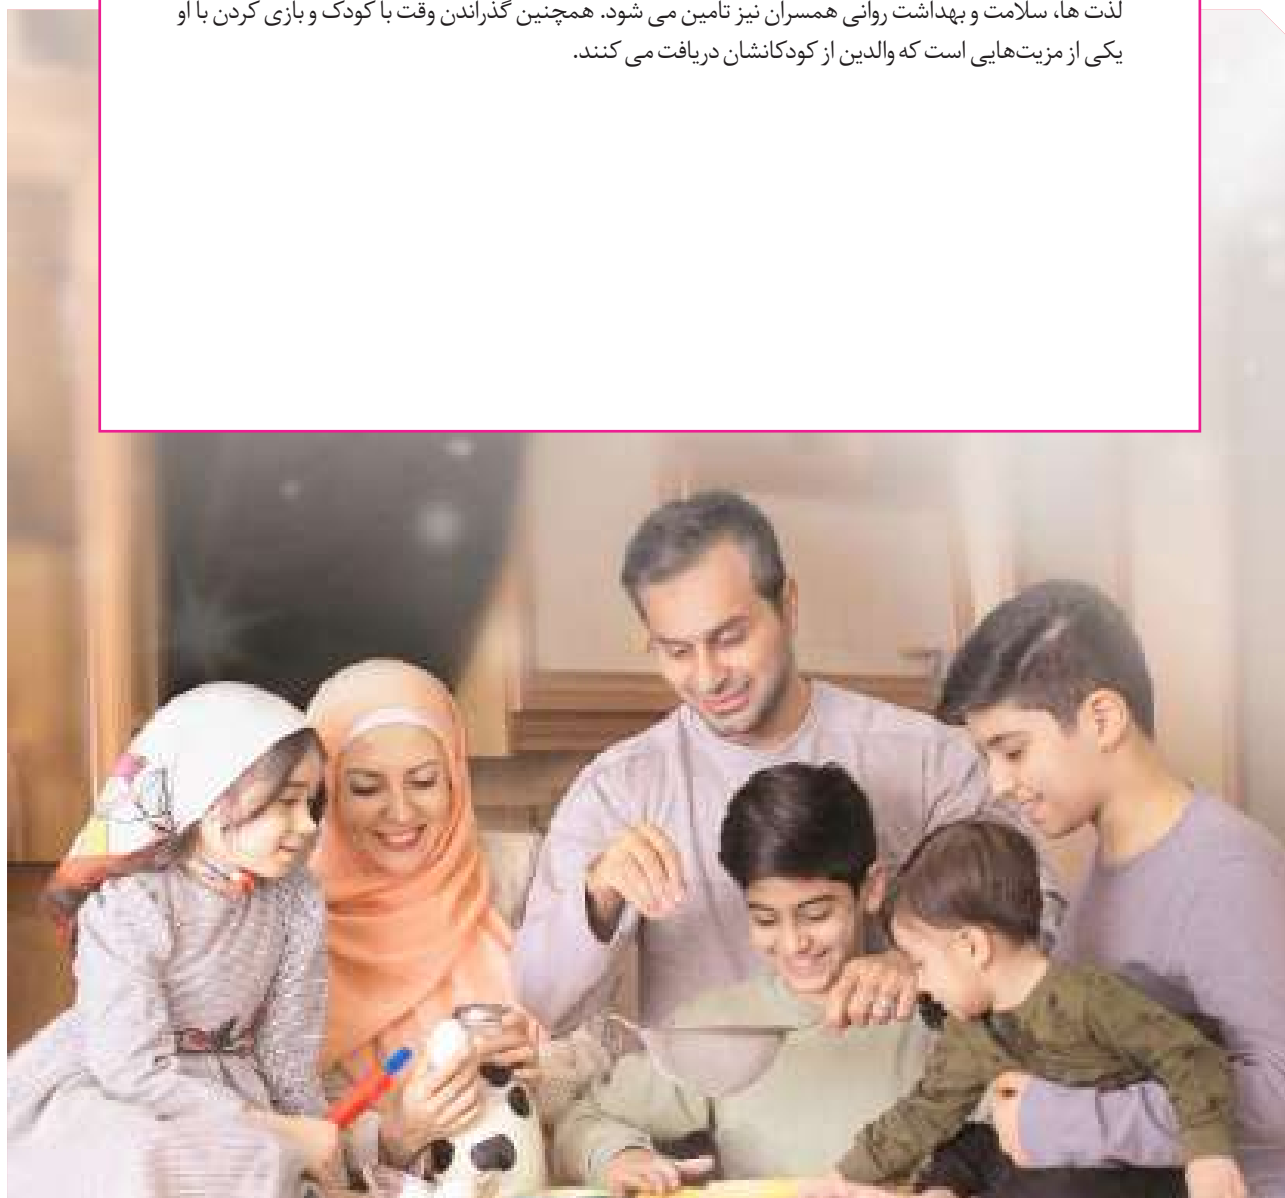 لذت ها، سلامت و بهداشت روانی همسران نیز تامین می شود. همچنین گذراندن وقت با کودک و بازی کردن با او
یکی از مزیت‌هایی است که والدین از کودکانشان دریافت می کنند.